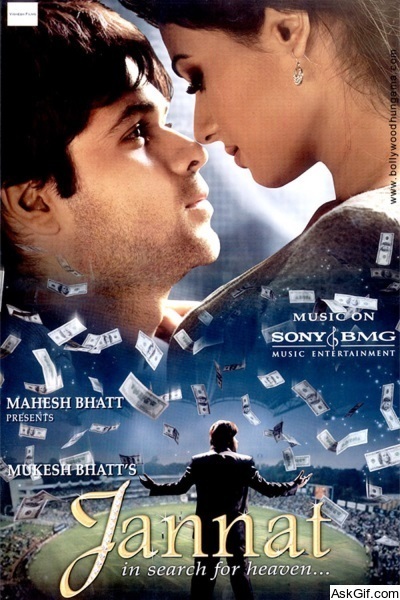 www.bollywoodhungama.com
MUSIC ON
SONY BMG
MUSIC ENTERTAINMENT
MAHESH BHATT
PRESENTS
MUKESH BHATT'S
Jannat
in search for heaven...
AskGif.com